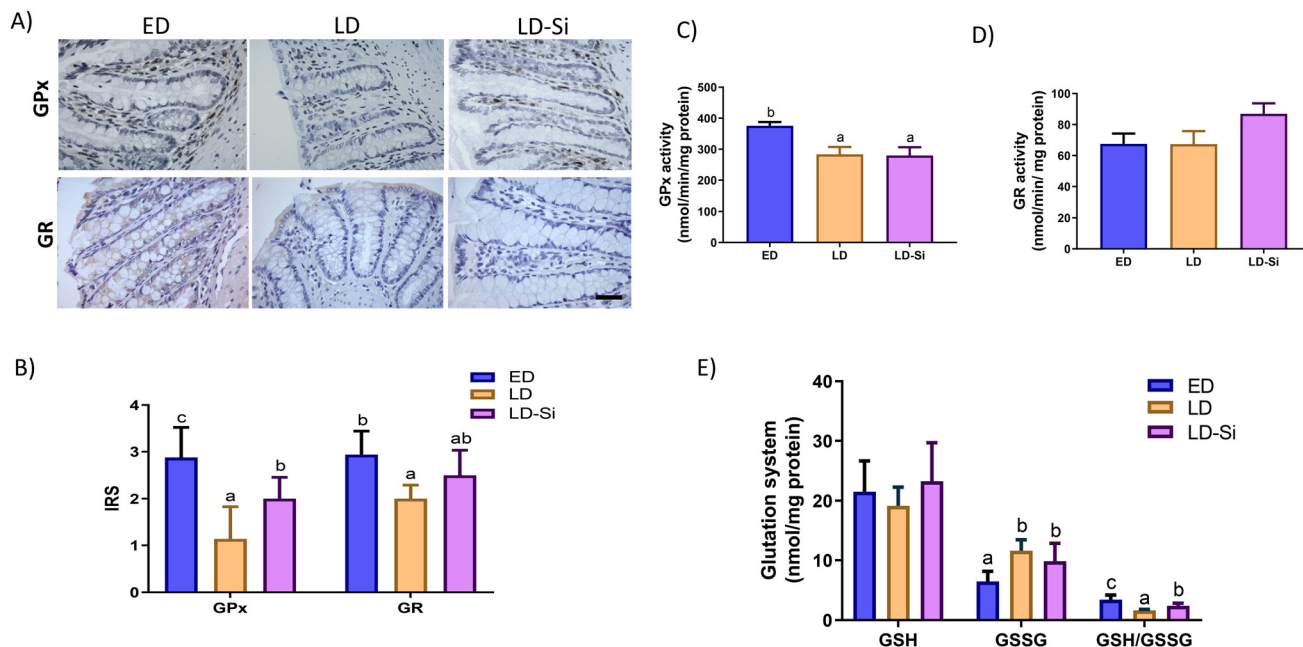 A)
ED
LD
LD-Si
GPx
GR
B)
ED
LD
LD-Si
IRS
4
3
2
1
0
c
a
b
b
a
ab
GPx
GR
C)
GPx activity
(nmol/min/mg protein)
500
400
300
200
100
0
b
a
a
ED
LD
LD-Si
D)
GR activity
(nmol/min/ mg protein)
100
80
60
40
20
0
ED
LD
LD-Si
E)
ED
LD
LD-Si
Glutation system
(nmol/mg protein)
40
30
20
10
0
a
b
b
c
a
b
GSH
GSSG
GSH/GSSG